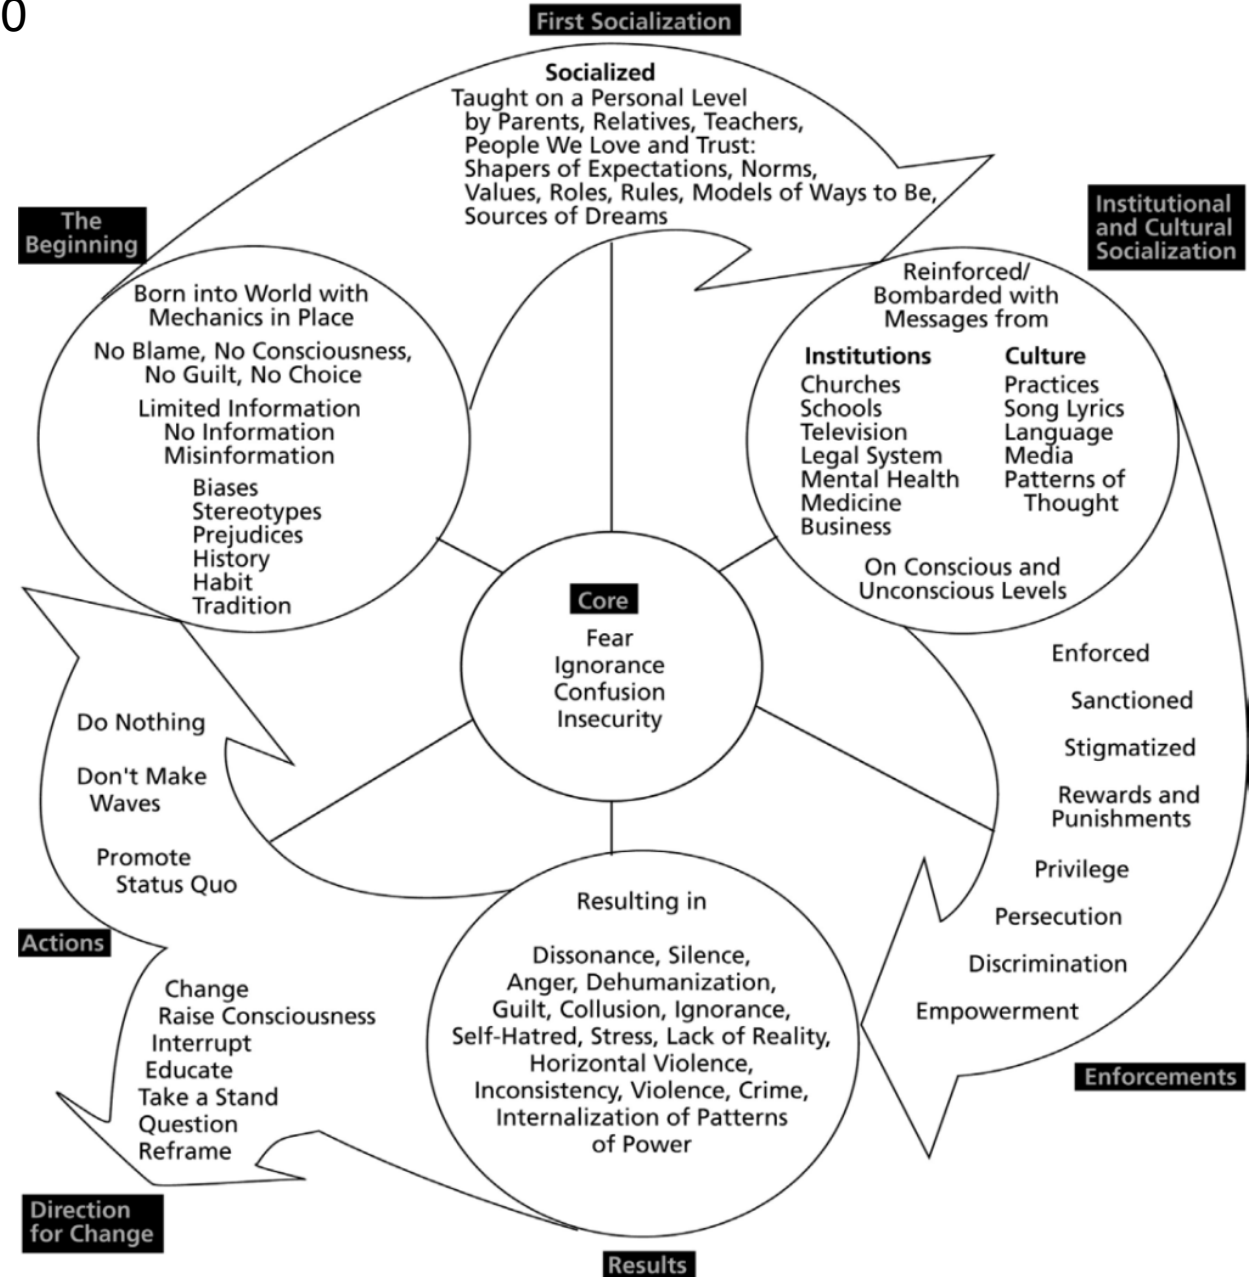 0
First Socialization
Socialized
Taught on a Personal Level
by Parents, Relatives, Teachers,
People We Love and Trust:
Shapers of Expectations, Norms,
Values, Roles, Rules, Models of Ways to Be,
Sources of Dreams
The
Beginning
Born into World with
Mechanics in Place
No Blame, No Consciousness,
No Guilt, No Choice
Limited Information
No Information
Misinformation
Biases
Stereotypes
Prejudices
History
Habit
Tradition
Institutional
and Cultural
Socialization
Reinforced/
Bombarded with
Messages from
Institutions
Churches
Schools
Television
Legal System
Mental Health
Medicine
Business
Culture
Practices
Song Lyrics
Language
Media
Patterns of
Thought
On Conscious and
Unconscious Levels
Core
Fear
Ignorance
Confusion
Insecurity
Enforced
Sanctioned
Stigmatized
Rewards and
Punishments
Privilege
Persecution
Discrimination
Empowerment
Enforcements
Resulting in
Dissonance, Silence,
Anger, Dehumanization,
Guilt, Collusion, Ignorance,
Self-Hatred, Stress, Lack of Reality,
Horizontal Violence,
Inconsistency, Violence, Crime,
Internalization of Patterns
of Power
Results
Do Nothing
Don't Make
Waves
Promote
Status Quo
Actions
Change
Raise Consciousness
Interrupt
Educate
Take a Stand
Question
Reframe
Direction
for Change